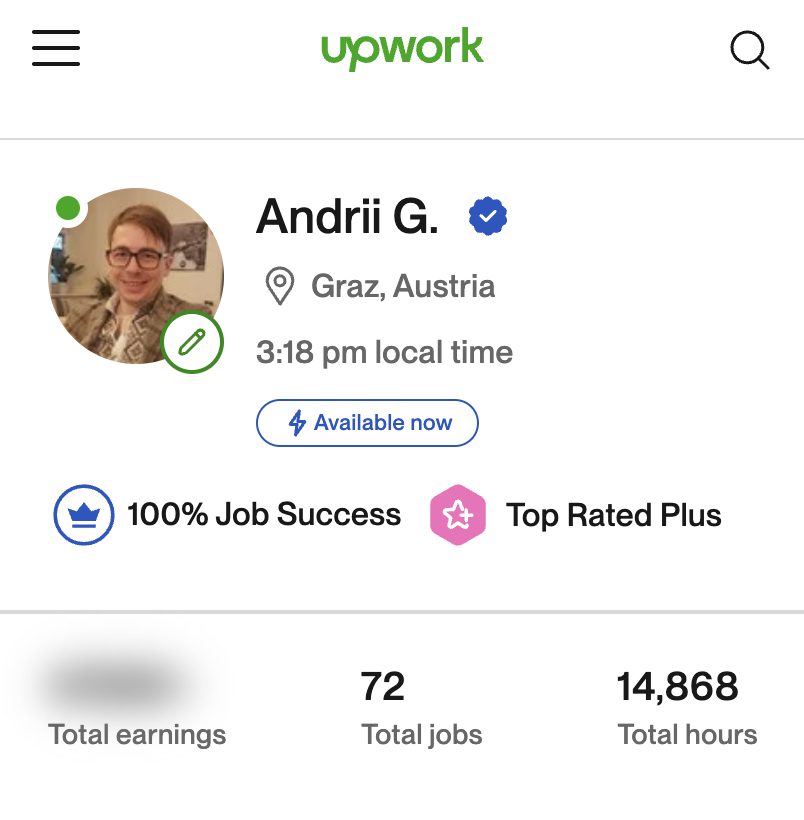 upwork
Andrii G.
Graz, Austria
3:18 pm local time
Available now
100% Job Success
Top Rated Plus
72
14,868
Total earnings
Total jobs
Total hours